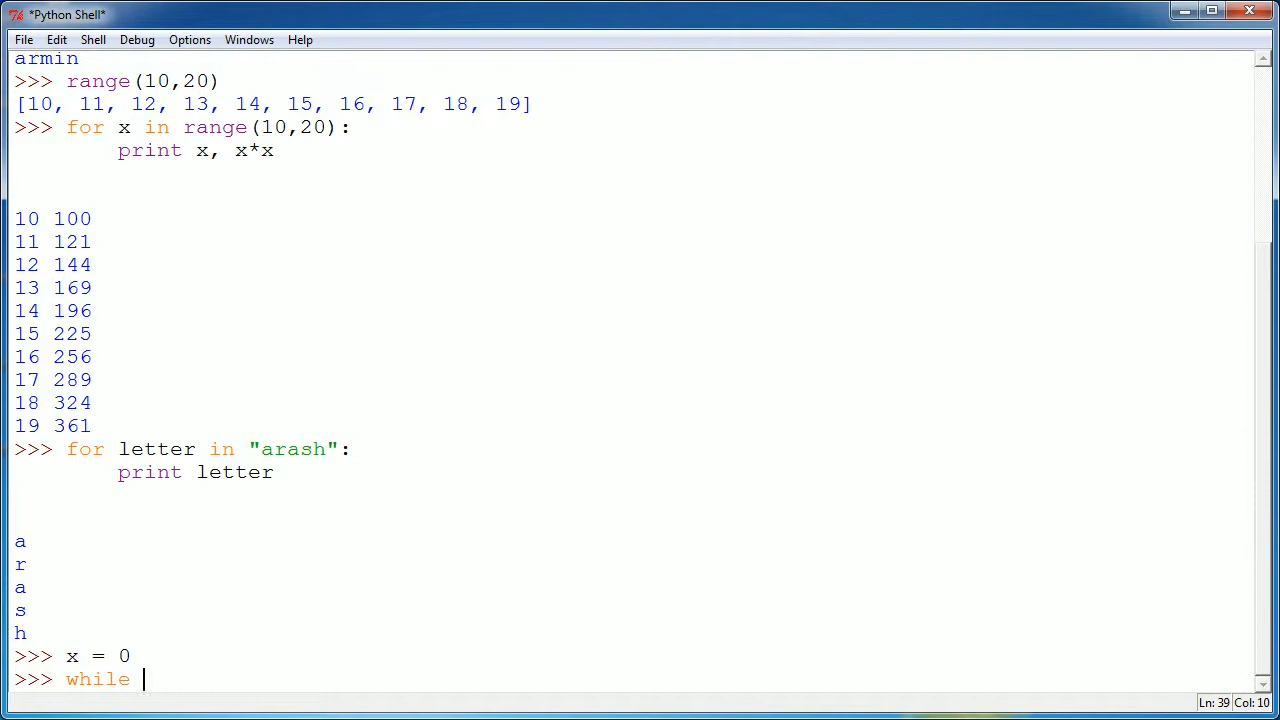 *Python Shell*
File Edit Shell Debug Options Windows Help
armin
>>> range(10,20)
[10, 11, 12, 13, 14, 15, 16, 17, 18, 19]
>>> for x in range(10,20):
        print x, x*x
10 100
11 121
12 144
13 169
14 196
15 225
16 256
17 289
18 324
19 361
>>> for letter in "arash":
        print letter
a
r
a
s
h
>>> x = 0
>>> while
Ln: 39 Col: 10